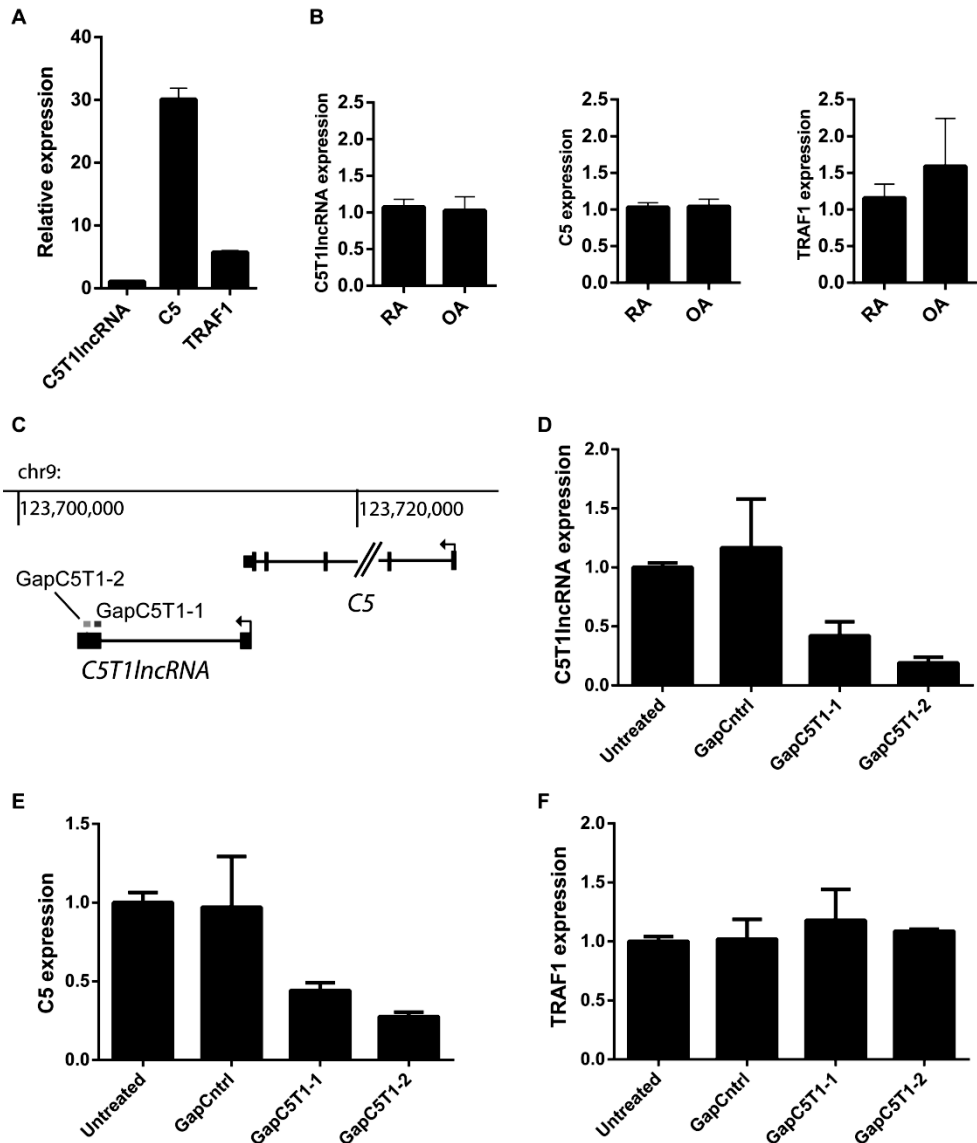 A
Relative expression
40
30
20
10
0
C5T1lncRNA
C5
TRAF1
B
C5T1lncRNA expression
2.5
2.0
1.5
1.0
0.5
0.0
RA
OA
C5 expression
2.5
2.0
1.5
1.0
0.5
0.0
RA
OA
TRAF1 expression
2.5
2.0
1.5
1.0
0.5
0.0
RA
OA
C
chr9:
123,700,000
123,720,000
GapC5T1-2
GapC5T1-1
C5
C5T1lncRNA
D
C5T1lncRNA expression
2.0
1.5
1.0
0.5
0.0
Untreated
GapCntrl
GapC5T1-1
GapC5T1-2
E
C5 expression
1.5
1.0
0.5
0.0
Untreated
GapCntrl
GapC5T1-1
GapC5T1-2
F
TRAF1 expression
2.0
1.5
1.0
0.5
0.0
Untreated
GapCntrl
GapC5T1-1
GapC5T1-2